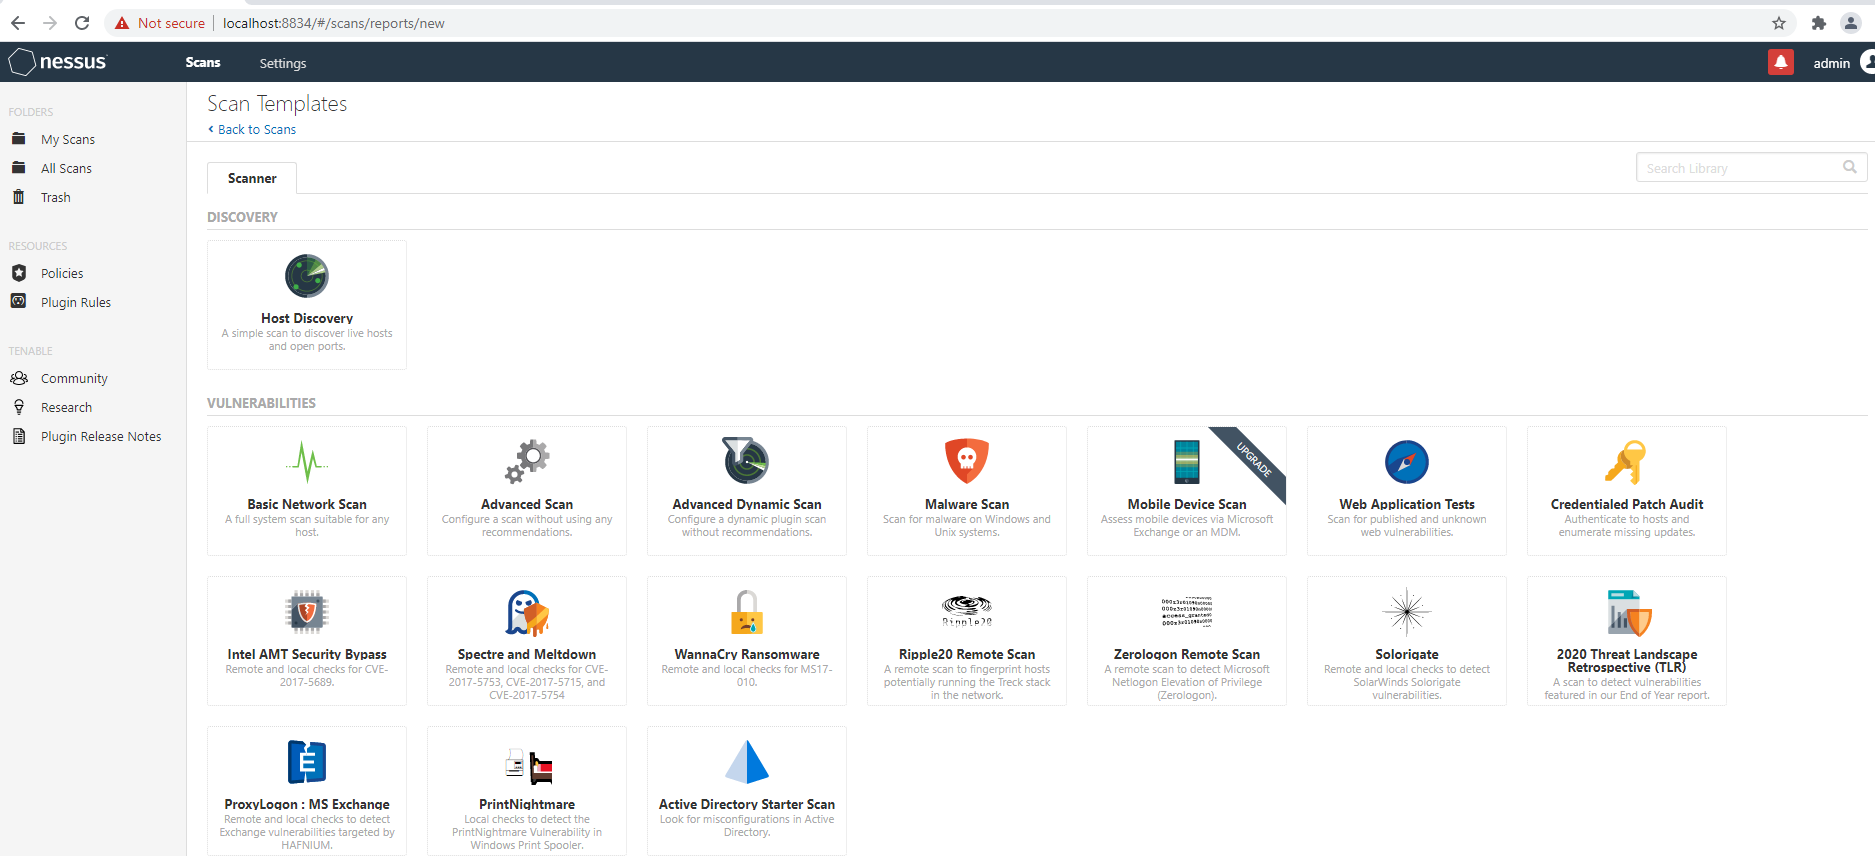 Not secure | localhost:8834/#/scans/reports/new
nessus
Scans
Settings
admin
FOLDERS
My Scans
All Scans
Trash
RESOURCES
Policies
Plugin Rules
TENABLE
Community
Research
Plugin Release Notes
Scan Templates
Back to Scans
Scanner
Search Library
DISCOVERY
Host Discovery
A simple scan to discover live hosts
and open ports.
VULNERABILITIES
Basic Network Scan
A full system scan suitable for any
host.
Advanced Scan
Configure a scan without using any
recommendations.
Advanced Dynamic Scan
Configure a dynamic plugin scan
without recommendations.
Malware Scan
Scan for malware on Windows and
Unix systems.
UPGRADE
Mobile Device Scan
Assess mobile devices via Microsoft
Exchange or an MDM.
Web Application Tests
Scan for published and unknown
web vulnerabilities.
Credentialed Patch Audit
Authenticate to hosts and
enumerate missing updates.
Intel AMT Security Bypass
Remote and local checks for CVE-
2017-5689.
Spectre and Meltdown
Remote and local checks for CVE-
2017-5753, CVE-2017-5715, and
CVE-2017-5754
WannaCry Ransomware
Remote and local checks for MS17-
010.
Ripple20
Ripple20 Remote Scan
A remote scan to fingerprint hosts
potentially running the Treck stack
in the network.
Zerologon Remote Scan
A remote scan to detect Microsoft
Netlogon Elevation of Privilege
(Zerologon).
Solorigate
Remote and local checks to detect
SolarWinds Solorigate
vulnerabilities.
2020 Threat Landscape
Retrospective (TLR)
A scan to detect vulnerabilities
featured in our End of Year report.
E
ProxyLogon : MS Exchange
Remote and local checks to detect
Exchange vulnerabilities targeted by
HAFNIUM.
PrintNightmare
Local checks to detect the
PrintNightmare Vulnerability in
Windows Print Spooler.
Active Directory Starter Scan
Look for misconfigurations in Active
Directory.